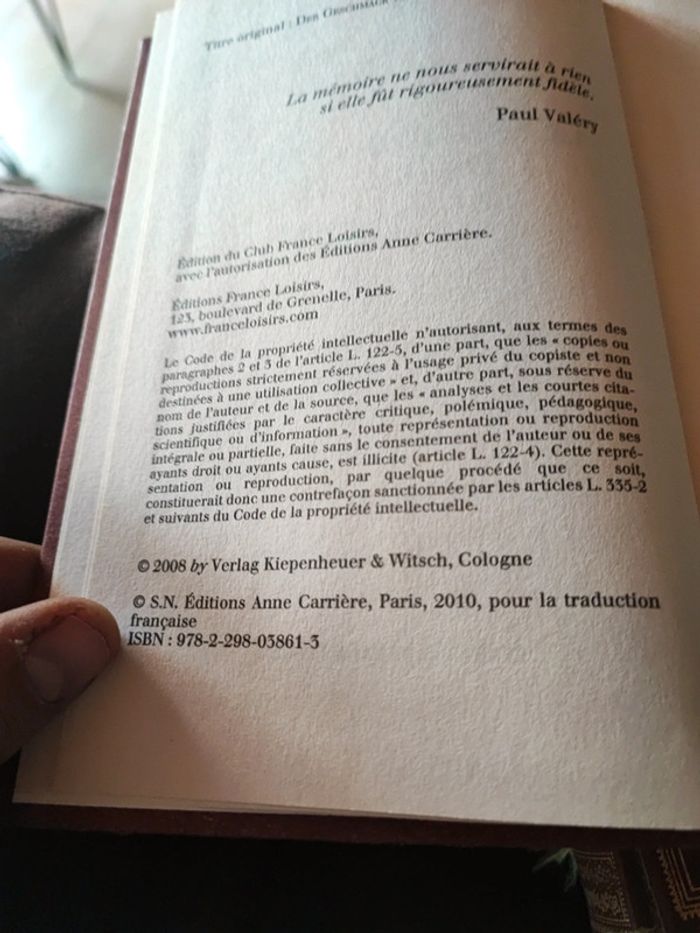 Titre original : DER GESCHMACK
La mémoire ne nous servirait à rien
si elle fût rigoureusement fidèle.
Paul Valéry
Édition du Club France Loisirs,
avec l'autorisation des Éditions Anne Carrière.
Éditions France Loisirs,
123, boulevard de Grenelle, Paris.
www.franceloisirs.com
Le Code de la propriété intellectuelle n'autorisant, aux termes des
paragraphes 2 et 3 de l'article L. 122-5, d'une part, que les « copies ou
reproductions strictement réservées à l'usage privé du copiste et non
destinées à une utilisation collective » et, d'autre part, sous réserve du
nom de l'auteur et de la source, que les « analyses et les courtes cita-
tions justifiées par le caractère critique, polémique, pédagogique,
scientifique ou d'information », toute représentation ou reproduction
intégrale ou partielle, faite sans le consentement de l'auteur ou de ses
ayants droit ou ayants cause, est illicite (article L. 122-4). Cette repré-
sentation ou reproduction, par quelque procédé que ce soit,
constituerait donc une contrefaçon sanctionnée par les articles L. 335-2
et suivants du Code de la propriété intellectuelle.
© 2008 by Verlag Kiepenheuer & Witsch, Cologne
© S.N. Éditions Anne Carrière, Paris, 2010, pour la traduction
française
ISBN : 978-2-298-03861-3